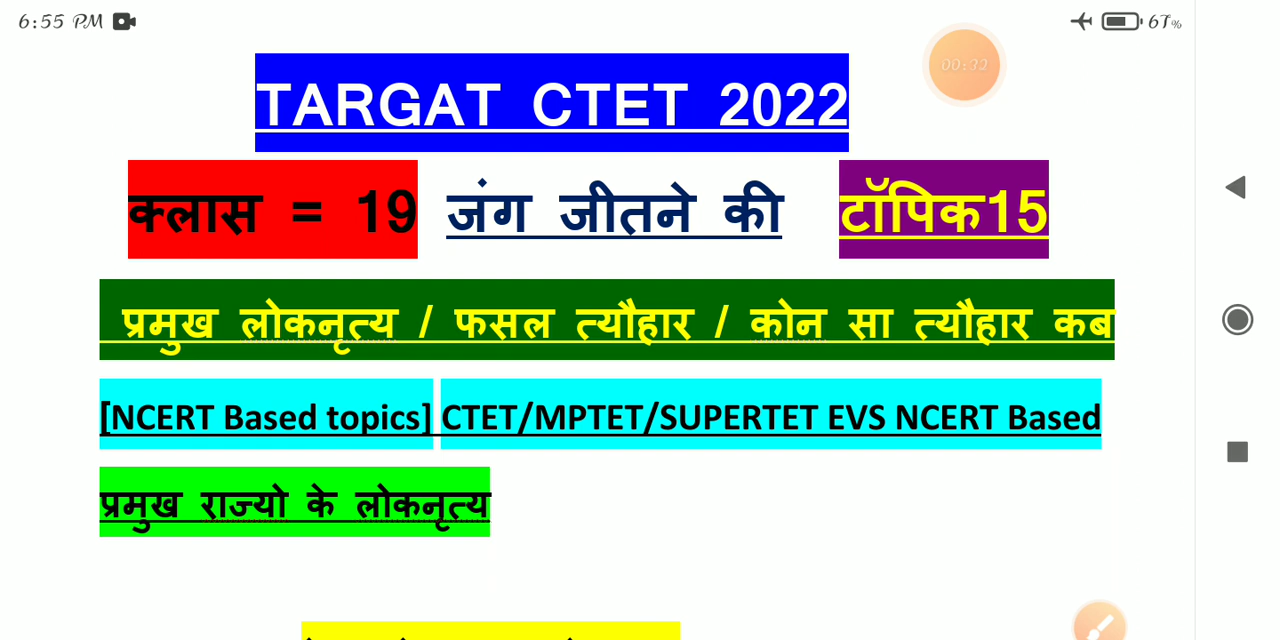 6:55 PM 67%
00:32
TARGAT CTET 2022
क्लास = 19 जंग जीतने की टॉपिक15
प्रमुख लोकनृत्य / फसल त्यौहार / कोन सा त्यौहार कब
[NCERT Based topics] CTET/MPTET/SUPERTET EVS NCERT Based
प्रमुख राज्यो के लोकनृत्य